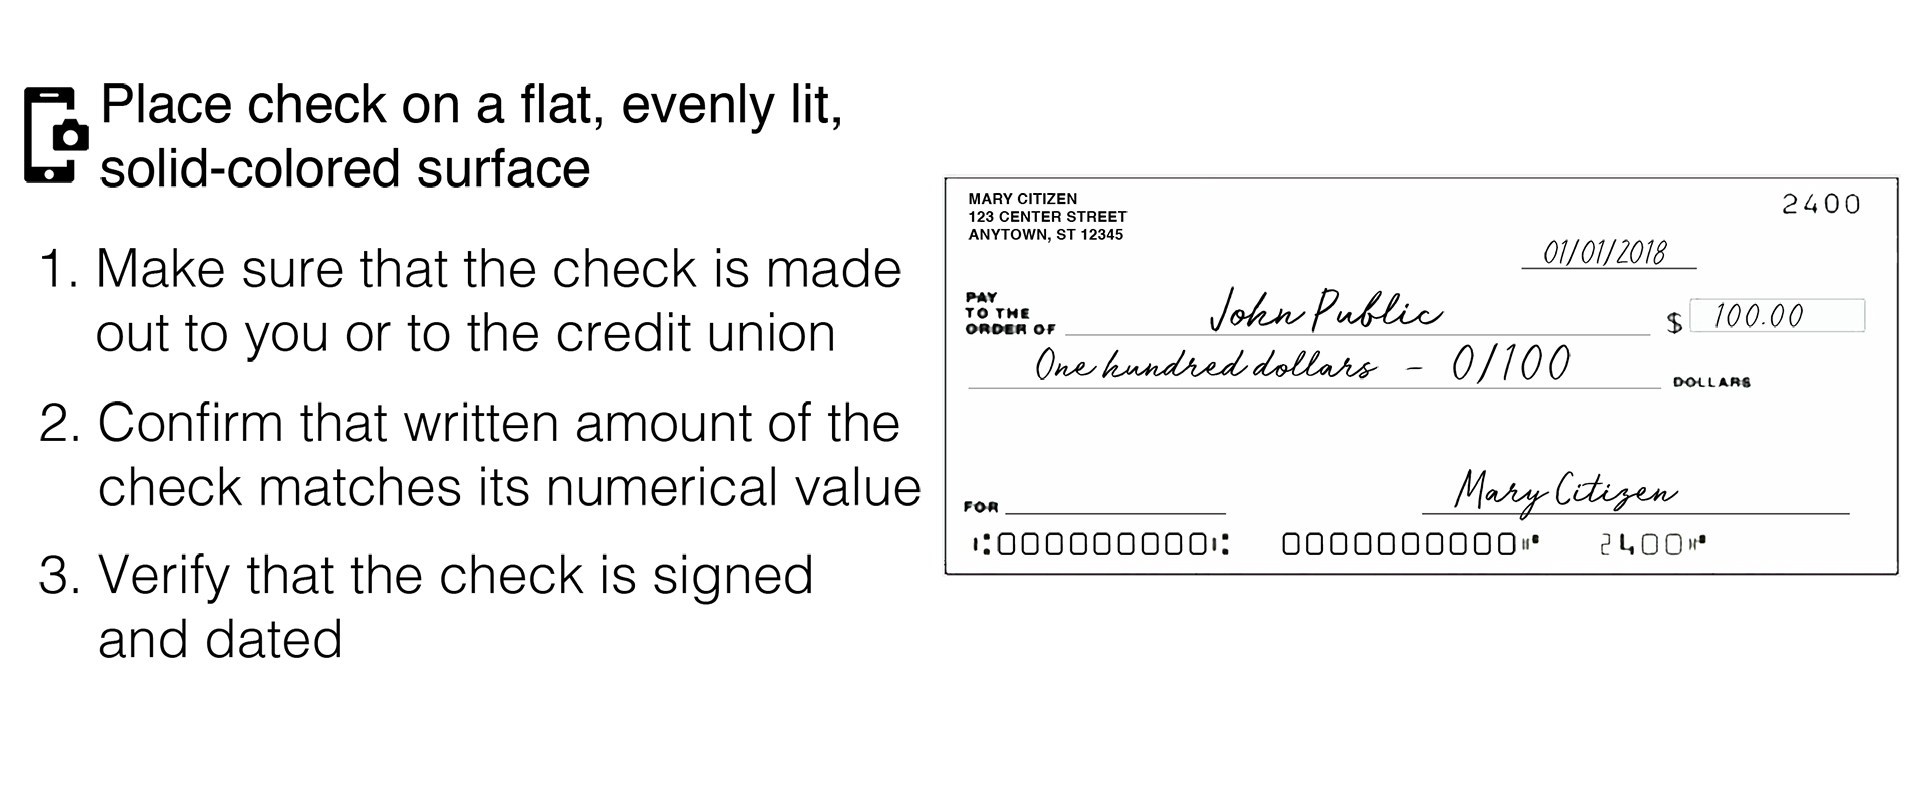 Place check on a flat, evenly lit,
solid-colored surface
1. Make sure that the check is made
out to you or to the credit union
2. Confirm that written amount of the
check matches its numerical value
3. Verify that the check is signed
and dated
MARY CITIZEN
123 CENTER STREET
ANYTOWN, ST 12345
2400
01/01/2018
PAY
TO THE
ORDER OF
John Public
$ 100.00
One hundred dollars - 0/100
DOLLARS
FOR
Mary Citizen
⑆000000000⑆ 0000000000⑈ 2400⑈